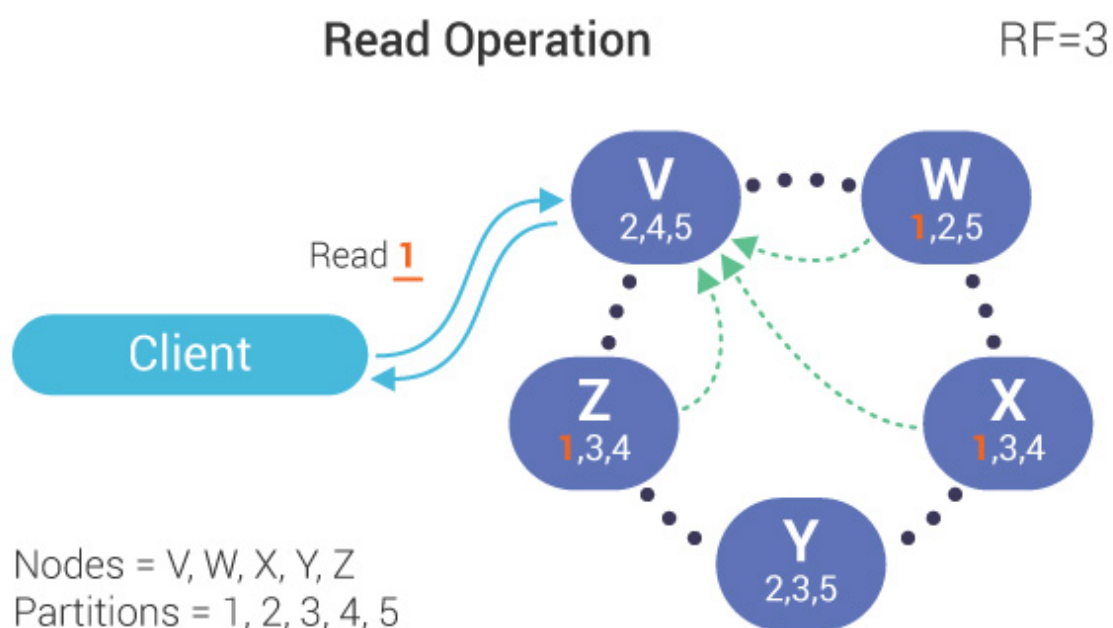 Read Operation
RF=3
V
2,4,5
W
1,2,5
Read 1
Client
Z
1,3,4
X
1,3,4
Y
2,3,5
Nodes = V, W, X, Y, Z
Partitions = 1, 2, 3, 4, 5